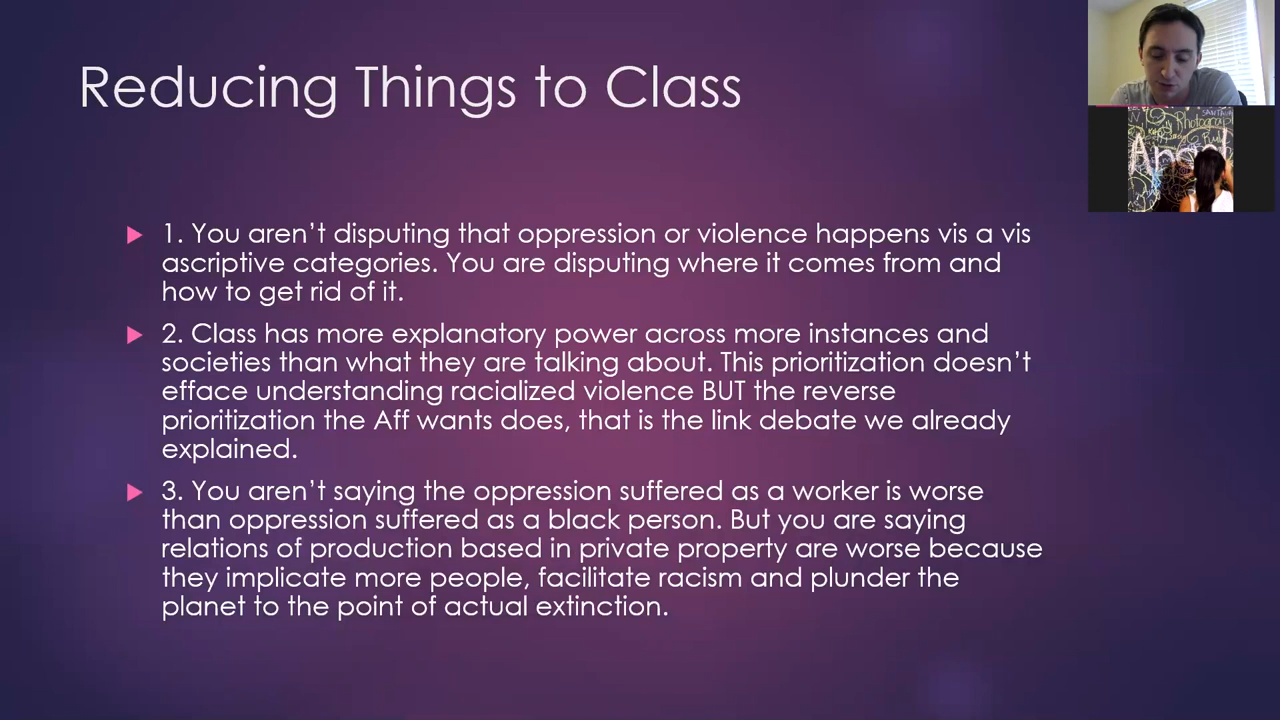 Reducing Things to Class
1. You aren’t disputing that oppression or violence happens vis a vis
ascriptive categories. You are disputing where it comes from and
how to get rid of it.
2. Class has more explanatory power across more instances and
societies than what they are talking about. This prioritization doesn’t
efface understanding racialized violence BUT the reverse
prioritization the Aff wants does, that is the link debate we already
explained.
3. You aren’t saying the oppression suffered as a worker is worse
than oppression suffered as a black person. But you are saying
relations of production based in private property are worse because
they implicate more people, facilitate racism and plunder the
planet to the point of actual extinction.